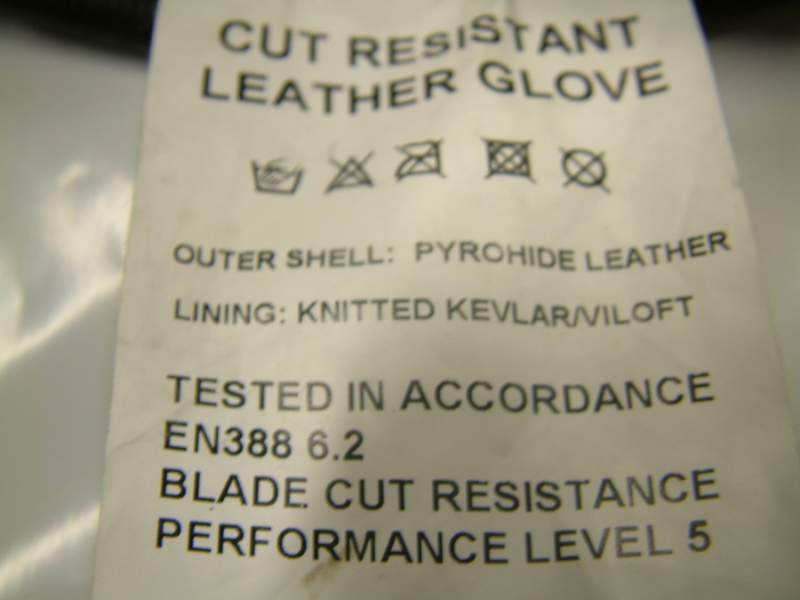 CUT RESISTANT
LEATHER GLOVE
OUTER SHELL: PYROHIDE LEATHER
LINING: KNITTED KEVLAR/VILOFT
TESTED IN ACCORDANCE
EN388 6.2
BLADE CUT RESISTANCE
PERFORMANCE LEVEL 5